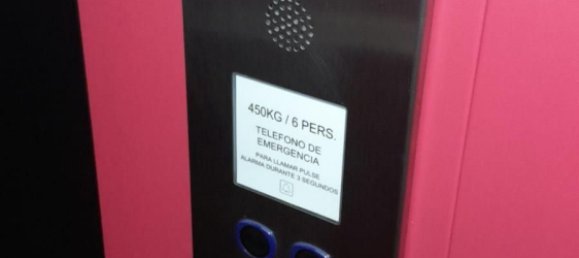 450KG / 6 PERS.
TELEFONO DE
EMERGENCIA
PARA LLAMAR PULSE
ALARMA DURANTE 3 SEGUNDOS